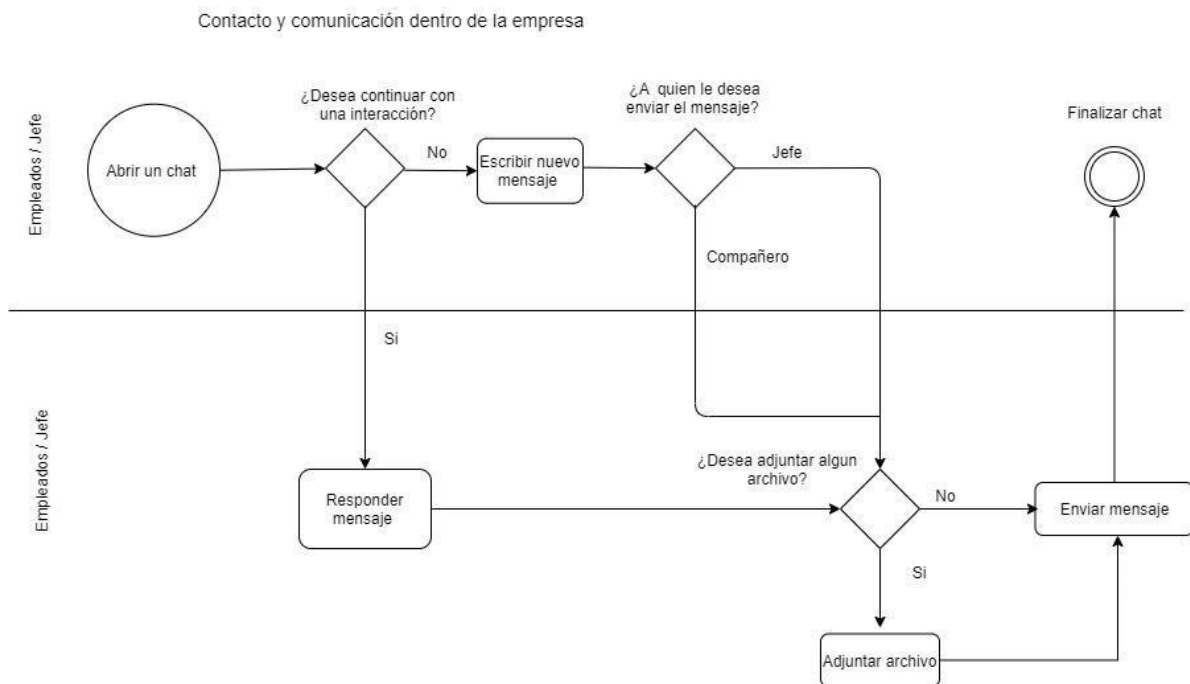 Contacto y comunicación dentro de la empresa
Empleados / Jefe
Abrir un chat
¿Desea continuar con
una interacción?
No
Escribir nuevo
mensaje
¿A quien le desea
enviar el mensaje?
Jefe
Compañero
Finalizar chat
Empleados / Jefe
Si
Responder
mensaje
¿Desea adjuntar algun
archivo?
No
Enviar mensaje
Si
Adjuntar archivo